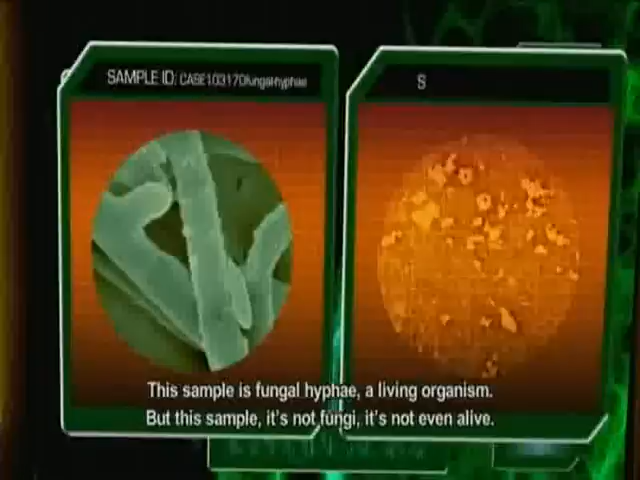 SAMPLE ID: CASE103170fungalhyphae
S
This sample is fungal hyphae, a living organism.
But this sample, it's not fungi, it's not even alive.